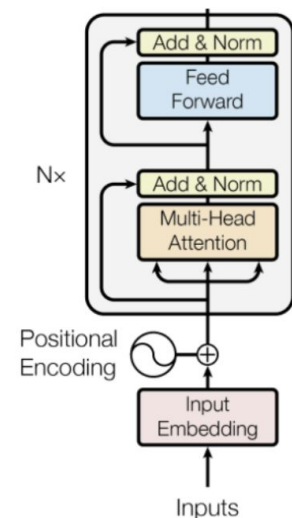 Add & Norm
Feed
Forward
Nx
Add & Norm
Multi-Head
Attention
Positional
Encoding
Input
Embedding
Inputs